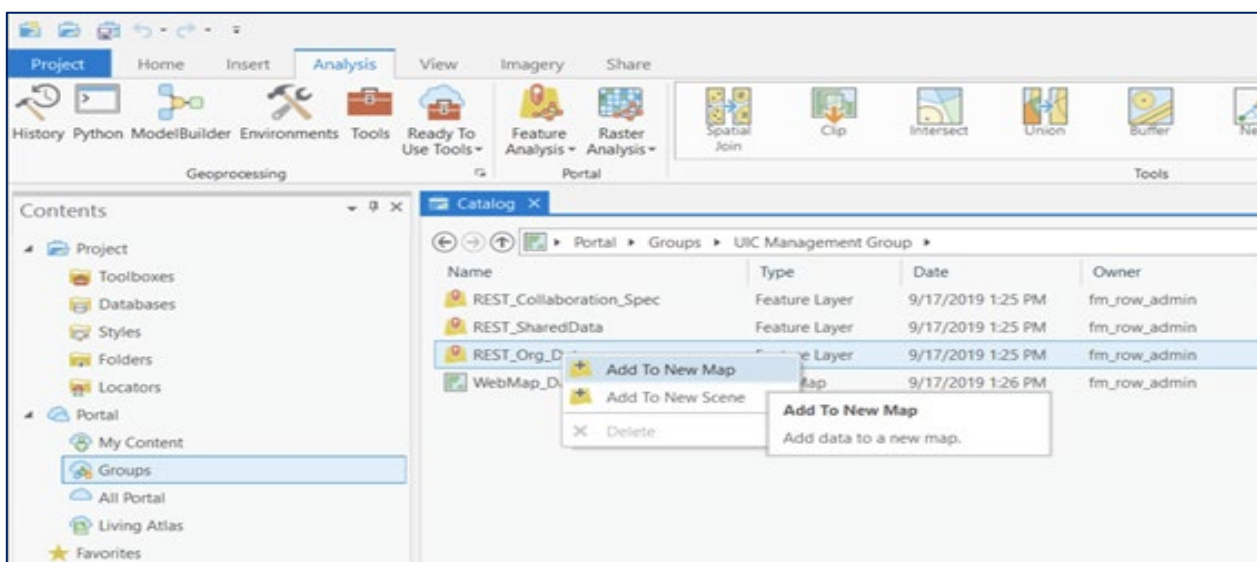 Project Home Insert Analysis View Imagery Share
History Python ModelBuilder Environments Tools Ready To Use Tools Feature Analysis Raster Analysis Spatial Join Clip Intersect Union Buffer
Geoprocessing Portal Tools
Contents
Catalog
Project
Toolboxes
Databases
Styles
Folders
Locators
Portal
My Content
Groups
All Portal
Living Atlas
Favorites
Portal Groups UIC Management Group
Name Type Date Owner
REST_Collaboration_Spec Feature Layer 9/17/2019 1:25 PM fm_row_admin
REST_SharedData Feature Layer 9/17/2019 1:25 PM fm_row_admin
REST_Org_D Feature Layer 9/17/2019 1:25 PM fm_row_admin
WebMap_D Map 9/17/2019 1:26 PM fm_row_admin
Add To New Map
Add To New Scene
Delete
Add To New Map
Add data to a new map.